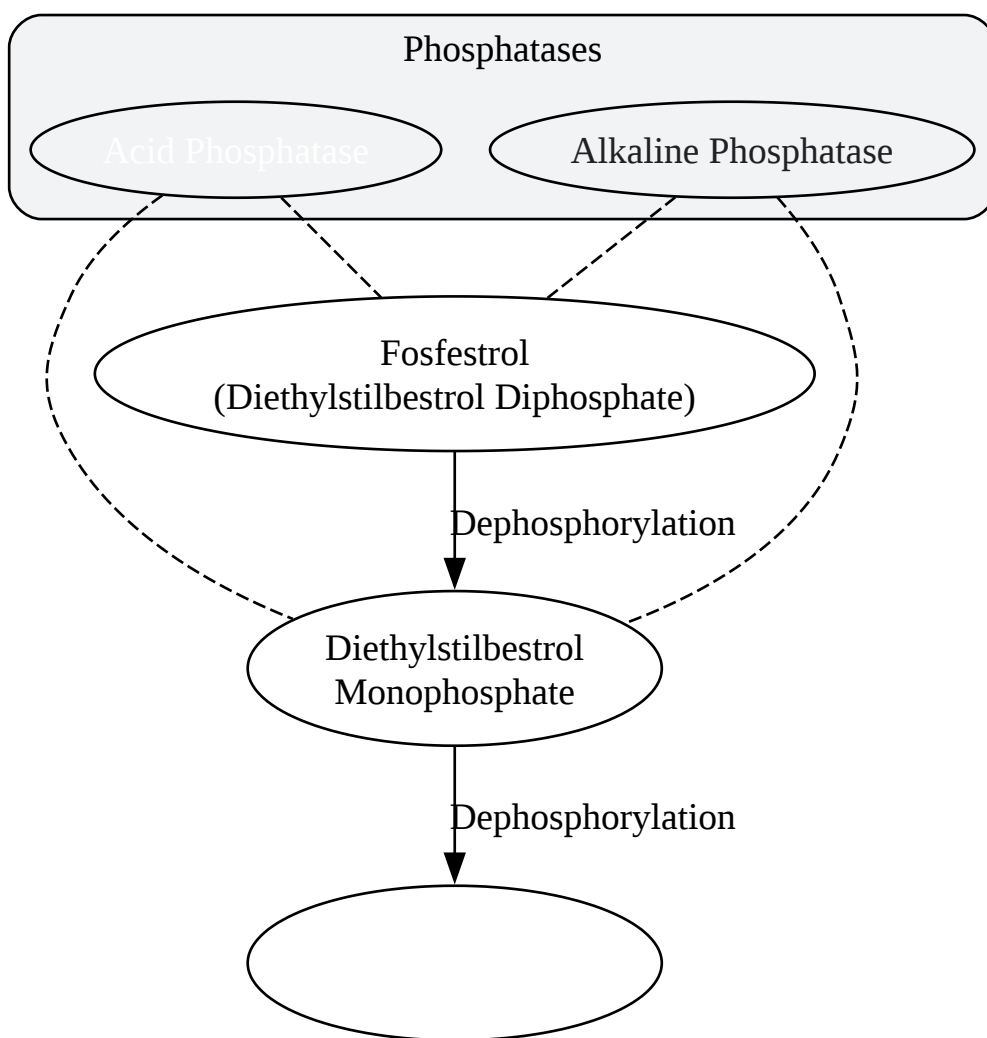 Phosphatases
Acid Phosphatase
Alkaline Phosphatase
Fosfestrol
(Diethylstilbestrol Diphosphate)
Dephosphorylation
Diethylstilbestrol
Monophosphate
Dephosphorylation